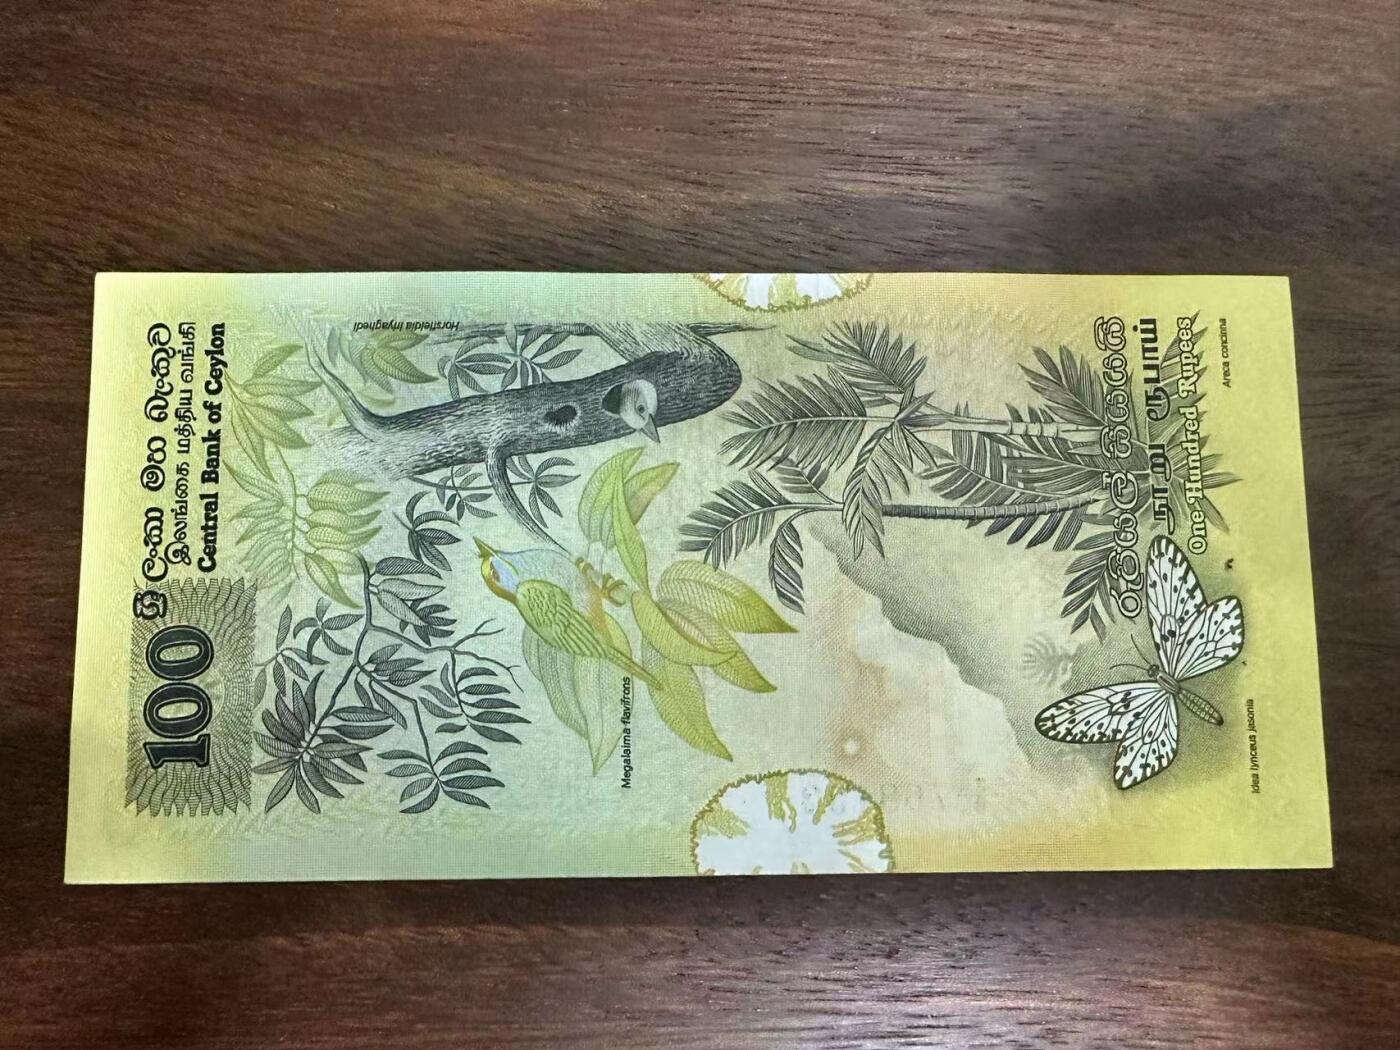 100 ශ්‍රී ලංකා මහ බැංකුව
இலங்கை மத்திய வங்கி
Central Bank of Ceylon
Horsfieldia iriyaghedi
Megalaima flavifrons
රුපියල් සියයයි
நூறு ரூபாய்
One Hundred Rupees
Areca concinna
Idea lynceus jasonia